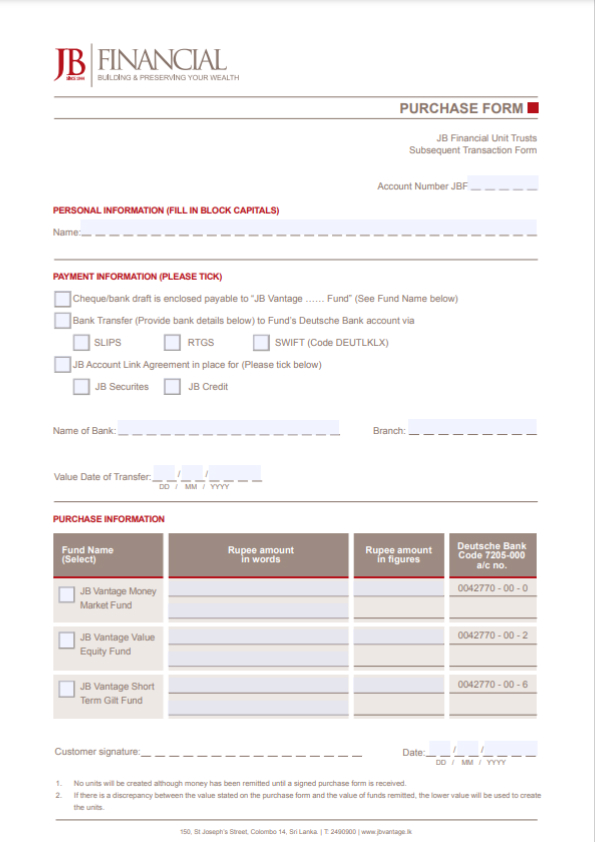 JB FINANCIAL
SINCE 1944
BUILDING & PRESERVING YOUR WEALTH
PURCHASE FORM
JB Financial Unit Trusts
Subsequent Transaction Form
Account Number JBF
PERSONAL INFORMATION (FILL IN BLOCK CAPITALS)
Name:
PAYMENT INFORMATION (PLEASE TICK)
Cheque/bank draft is enclosed payable to “JB Vantage …… Fund” (See Fund Name below)
Bank Transfer (Provide bank details below) to Fund’s Deutsche Bank account via
SLIPS RTGS SWIFT (Code DEUTLKLX)
JB Account Link Agreement in place for (Please tick below)
JB Securites JB Credit
Name of Bank: Branch:
Value Date of Transfer: / /
DD / MM / YYYY
PURCHASE INFORMATION
Fund Name
(Select)
Rupee amount
in words
Rupee amount
in figures
Deutsche Bank
Code 7205-000
a/c no.
JB Vantage Money
Market Fund
0042770 - 00 - 0
JB Vantage Value
Equity Fund
0042770 - 00 - 2
JB Vantage Short
Term Gilt Fund
0042770 - 00 - 6
Customer signature: Date: / /
DD / MM / YYYY
1. No units will be created although money has been remitted until a signed purchase form is received.
2. If there is a discrepancy between the value stated on the purchase form and the value of funds remitted, the lower value will be used to create
the units.
150, St Joseph’s Street, Colombo 14, Sri Lanka. | T: 2490900 | www.jbvantage.lk